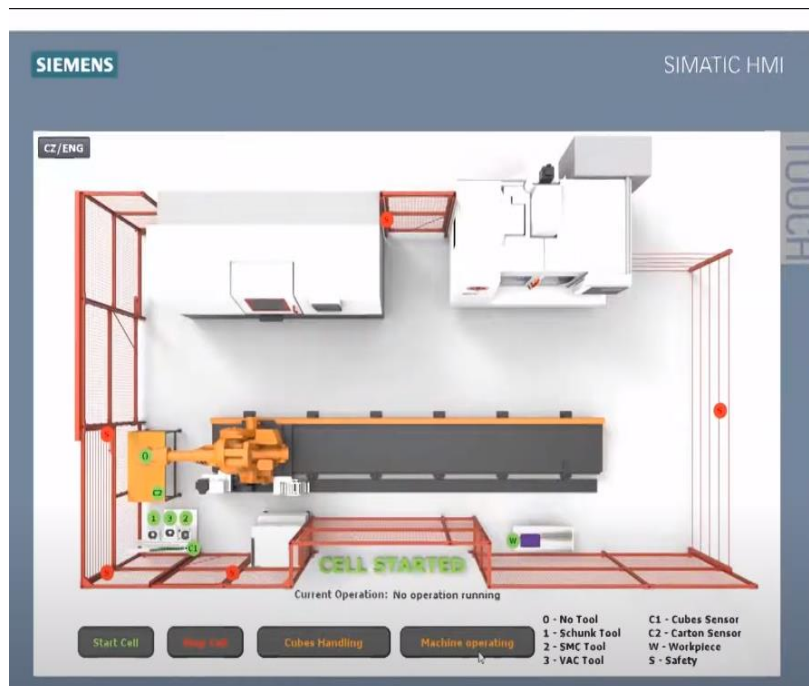 SIEMENS
SIMATIC HMI
TOUCH
CZ/ENG
S
S
S
0
C2
1 3 2
C1
W
S
S
CELL STARTED
Current Operation: No operation running
Start Cell
Stop Cell
Cubes Handling
Machine operating
0 - No Tool
1 - Schunk Tool
2 - SMC Tool
3 - VAC Tool
C1 - Cubes Sensor
C2 - Carton Sensor
W - Workpiece
S - Safety